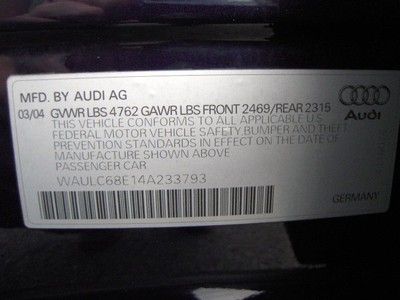 MFD. BY AUDI AG
03/04 GVWR LBS 4762 GAWR LBS FRONT 2469/REAR 2315
THIS VEHICLE CONFORMS TO ALL APPLICABLE U.S.
FEDERAL MOTOR VEHICLE SAFETY, BUMPER AND THEFT
PREVENTION STANDARDS IN EFFECT ON THE DATE
OF MANUFACTURE SHOWN ABOVE.
PASSENGER CAR
WAULC68E14A233793
Audi
GERMANY